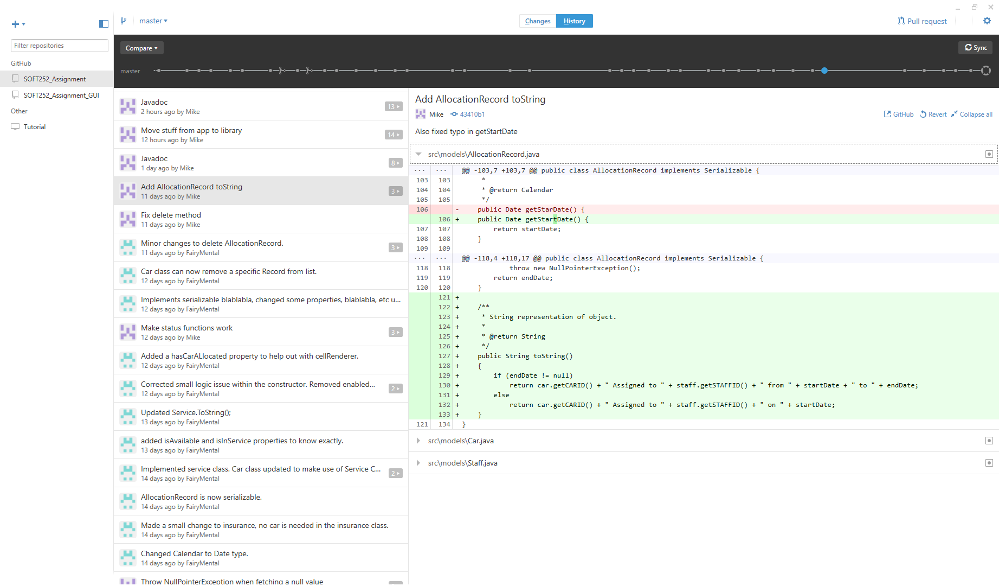 master
Changes
History
Pull request
Filter repositories
GitHub
SOFT252_Assignment
SOFT252_Assignment_GUI
Other
Tutorial
Compare
Sync
master
Javadoc
2 hours ago by Mike
13
Move stuff from app to library
12 hours ago by Mike
14
Javadoc
1 day ago by Mike
8
Add AllocationRecord toString
11 days ago by Mike
3
Fix delete method
11 days ago by Mike
Minor changes to delete AllocationRecord.
11 days ago by FairyMental
3
Car class can now remove a specific Record from list.
12 days ago by FairyMental
Implements serializable blablabla, changed some properties, blablabla, etc u...
12 days ago by FairyMental
Make status functions work
12 days ago by Mike
3
Added a hasCarALlocated property to help out with cellRenderer.
12 days ago by FairyMental
Corrected small logic issue within the constructor. Removed enabled...
12 days ago by FairyMental
2
Updated Service.ToString();
13 days ago by FairyMental
added isAvailable and isInService properties to know exactly.
13 days ago by FairyMental
Implemented service class. Car class updated to make use of Service C...
14 days ago by FairyMental
2
AllocationRecord is now serializable.
14 days ago by FairyMental
Made a small change to insurance, no car is needed in the insurance class.
14 days ago by FairyMental
Changed Calendar to Date type.
14 days ago by FairyMental
Throw NullPointerException when fetching a null value
Add AllocationRecord toString
Mike 43410b1
GitHub Revert Collapse all
Also fixed typo in getStartDate
src\models\AllocationRecord.java
... ... @@ -103,7 +103,7 @@ public class AllocationRecord implements Serializable {
103 103 *
104 104 * @return Calendar
105 105 */
106 - public Date getStarDate() {
106 + public Date getStartDate() {
107 107 return startDate;
108 108 }
109 109
... ... @@ -118,4 +118,17 @@ public class AllocationRecord implements Serializable {
118 118 throw new NullPointerException();
119 119 return endDate;
120 120 }
121 +
122 + /**
123 + * String representation of object.
124 + *
125 + * @return String
126 + */
127 + public String toString()
128 + {
129 + if (endDate != null)
130 + return car.getCARID() + " Assigned to " + staff.getSTAFFID() + " from " + startDate + " to " + endDate;
131 + else
132 + return car.getCARID() + " Assigned to " + staff.getSTAFFID() + " on " + startDate;
133 + }
121 134 }
src\models\Car.java
src\models\Staff.java